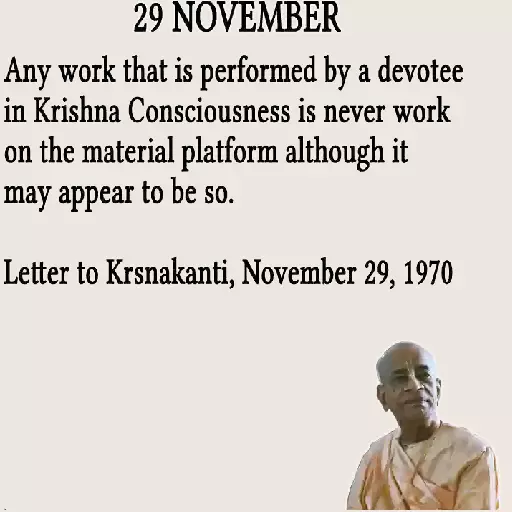 29 NOVEMBER
Any work that is performed by a devotee
in Krishna Consciousness is never work
on the material platform although it
may appear to be so.
Letter to Krsnakanti, November 29, 1970